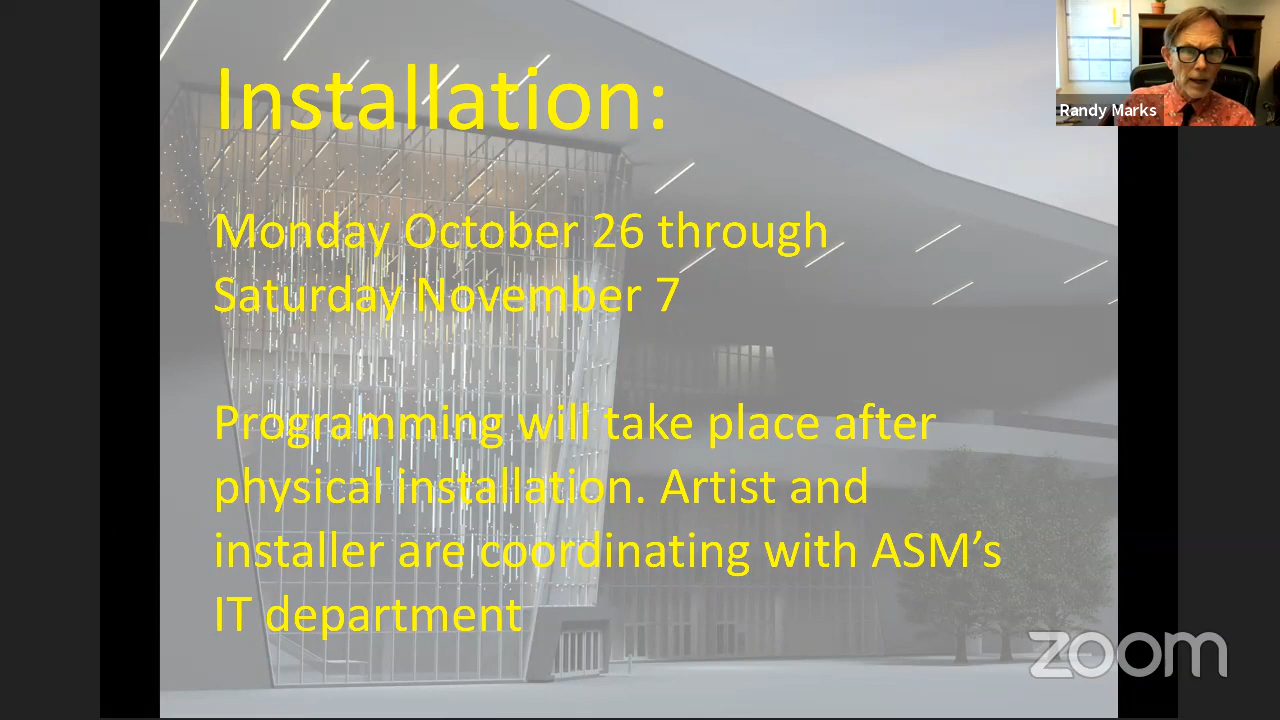 Installation:
Randy Marks
Monday October 26 through
Saturday November 7
Programming will take place after
physical installation. Artist and
installer are coordinating with ASM’s
IT department
zoom